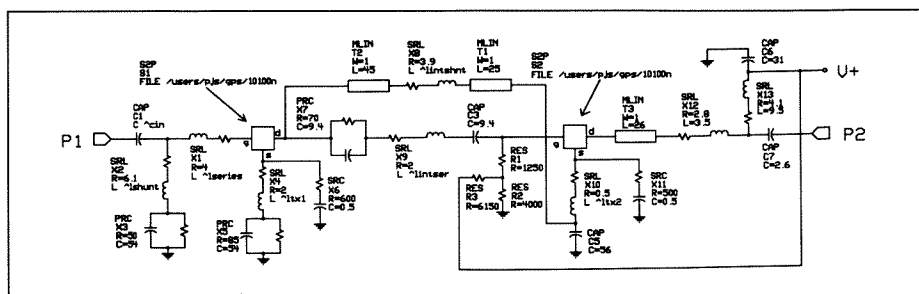 S2P
S1
FILE /users/pjs/gps/10100n
MLIN
T2
W=1
L=45
SRL
X8
R=3.9
L ^lintshnt
MLIN
T1
W=1
L=25
S2P
S2
FILE /users/pjs/gps/10100n
CAP
C6
C=31
V+
SRL
X13
R=1.1
L=9.5
CAP
C1
C ^cin
P1
SRL
X1
R=4
L ^lseries
g
d
s
PRC
X7
R=70
C=9.4
SRL
X9
R=2
L ^lintser
CAP
C3
C=9.4
g
d
s
MLIN
T3
W=1
L=26
SRL
X12
R=2.8
L=3.5
P2
CAP
C7
C=2.6
SRL
X2
R=6.1
L ^lshunt
PRC
X3
R=50
C=54
SRL
X4
R=2
L ^ltx1
SRC
X6
R=600
C=0.5
PRC
X5
R=85
C=54
RES
R1
R=1250
RES
R3
R=6150
RES
R2
R=4000
SRL
X10
R=0.5
L ^ltx2
SRC
X11
R=500
C=0.5
CAP
C5
C=56